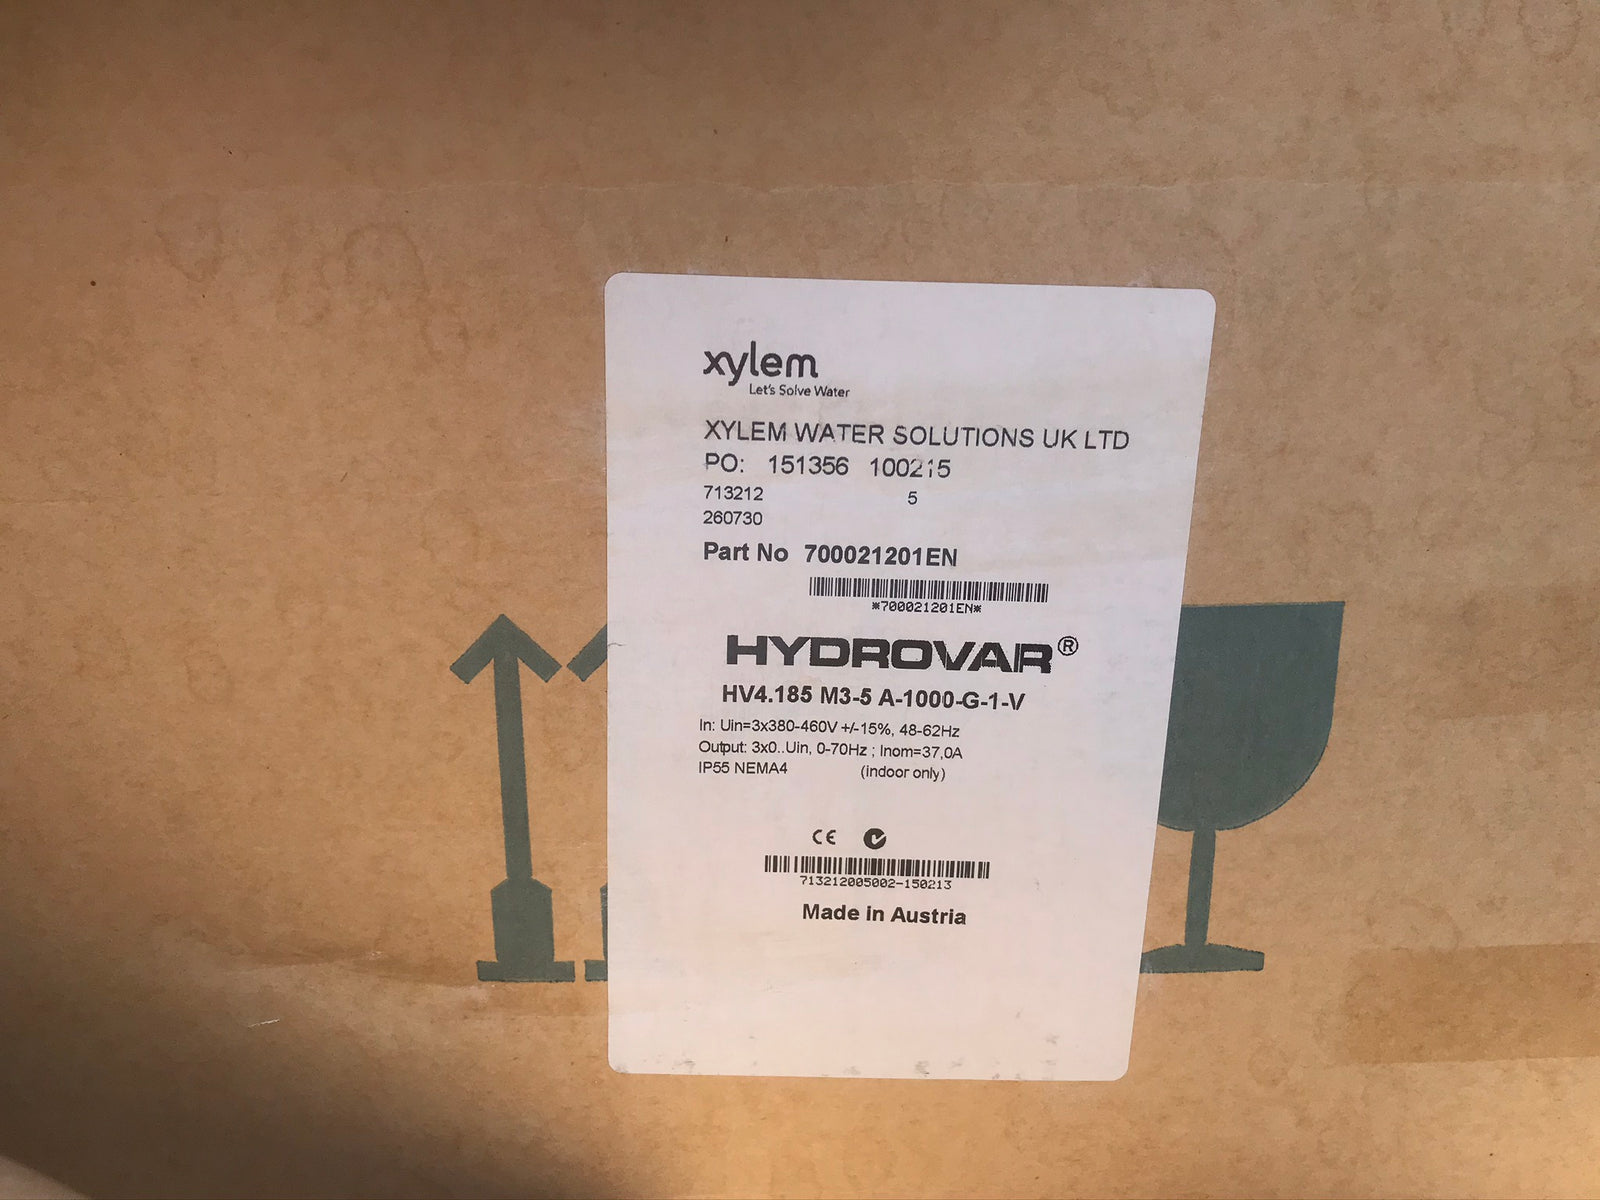 xylem
Let's Solve Water
XYLEM WATER SOLUTIONS UK LTD
PO: 151356 100215
713212 5
260730
Part No 700021201EN
*700021201EN*
HYDROVAR®
HV4.185 M3-5 A-1000-G-1-V
In: Uin=3x380-460V +/-15%, 48-62Hz
Output: 3x0..Uin, 0-70Hz ; Inom=37,0A
IP55 NEMA4 (indoor only)
CE
713212005002-150213
Made in Austria